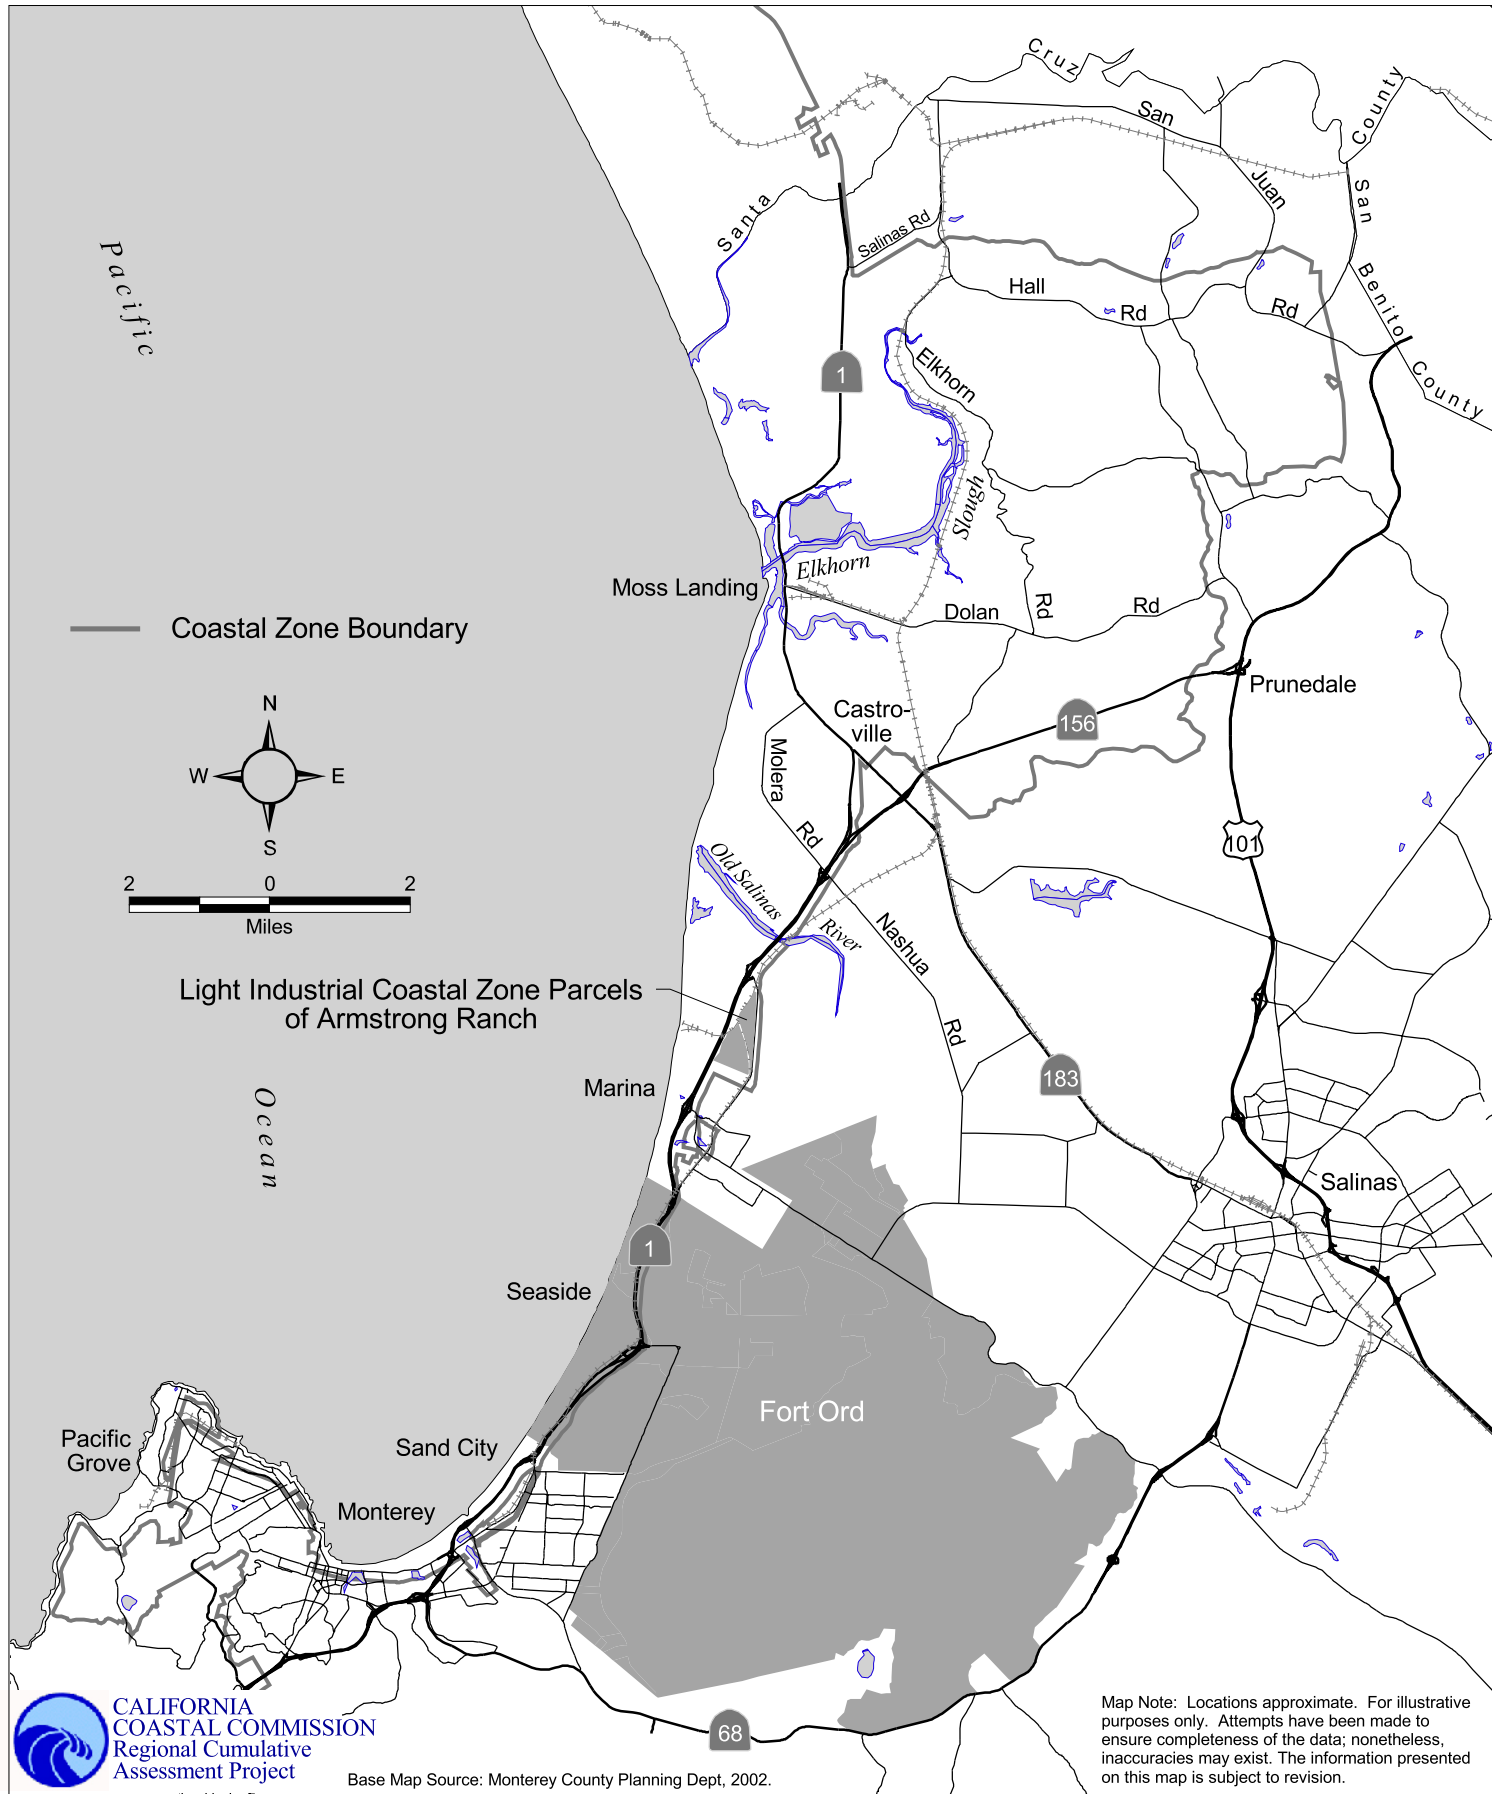 Cruz
County
San
Santa
Salinas Rd
Juan
San
Pacific
Hall
Rd
Rd
Benito
County
1
Elkhorn
Slough
Elkhorn
Moss Landing
Dolan
Rd
Rd
Coastal Zone Boundary
Prunedale
N
W
E
S
Castro-
ville
156
Molera
Rd
101
2 0 2
Miles
Old Salinas
River
Nashua
Rd
Light Industrial Coastal Zone Parcels
of Armstrong Ranch
183
Marina
Ocean
Salinas
1
Seaside
Fort Ord
Pacific
Grove
Sand City
Monterey
68
CALIFORNIA
COASTAL COMMISSION
Regional Cumulative
Assessment Project
Base Map Source: Monterey County Planning Dept, 2002.
Map Note: Locations approximate. For illustrative
purposes only. Attempts have been made to
ensure completeness of the data; nonetheless,
inaccuracies may exist. The information presented
on this map is subject to revision.